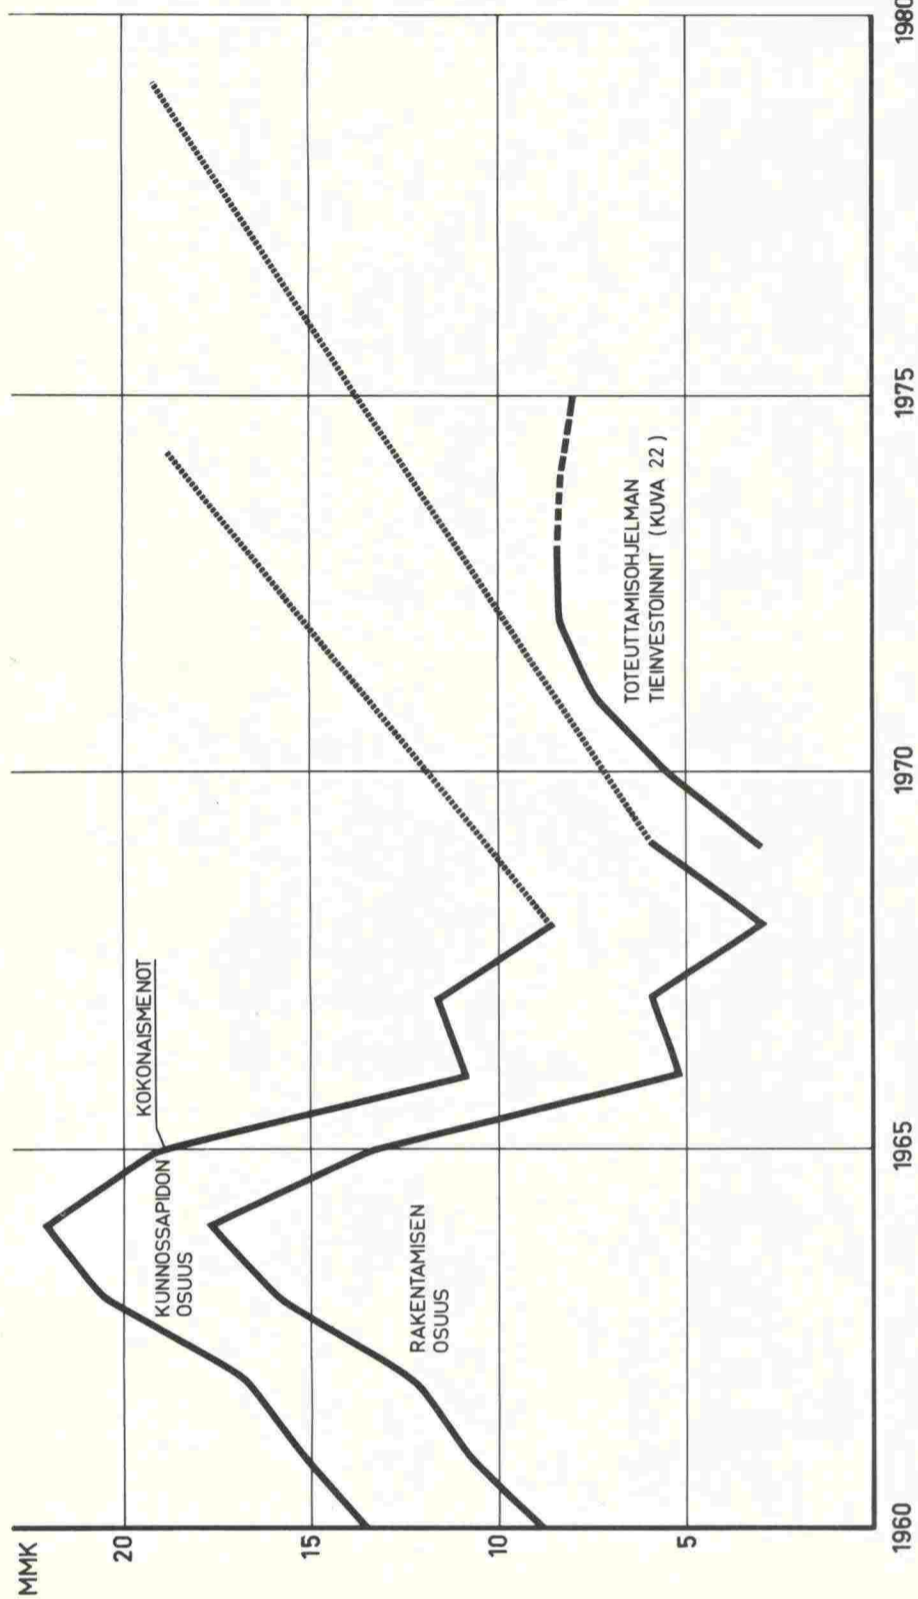 MMK
20
15
10
5
KOKONAISMENOT
KUNNOSSAPIDON
OSUUS
RAKENTAMISEN
OSUUS
TOTEUTTAMISOHJELMAN
TIEINVESTOINNIT (KUVA 22)
1960
1965
1970
1975
1980